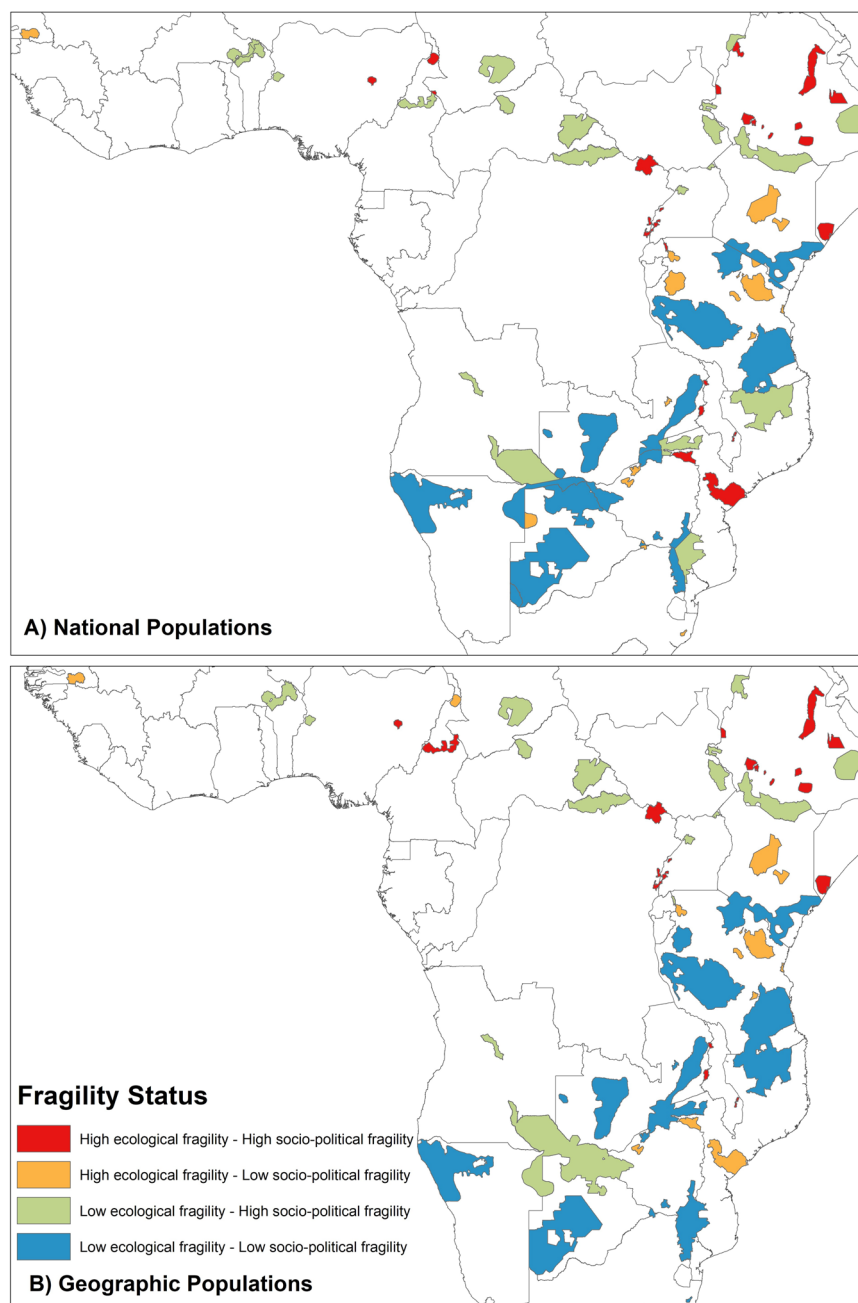 A) National Populations
Fragility Status
High ecological fragility - High socio-political fragility
High ecological fragility - Low socio-political fragility
Low ecological fragility - High socio-political fragility
Low ecological fragility - Low socio-political fragility
B) Geographic Populations